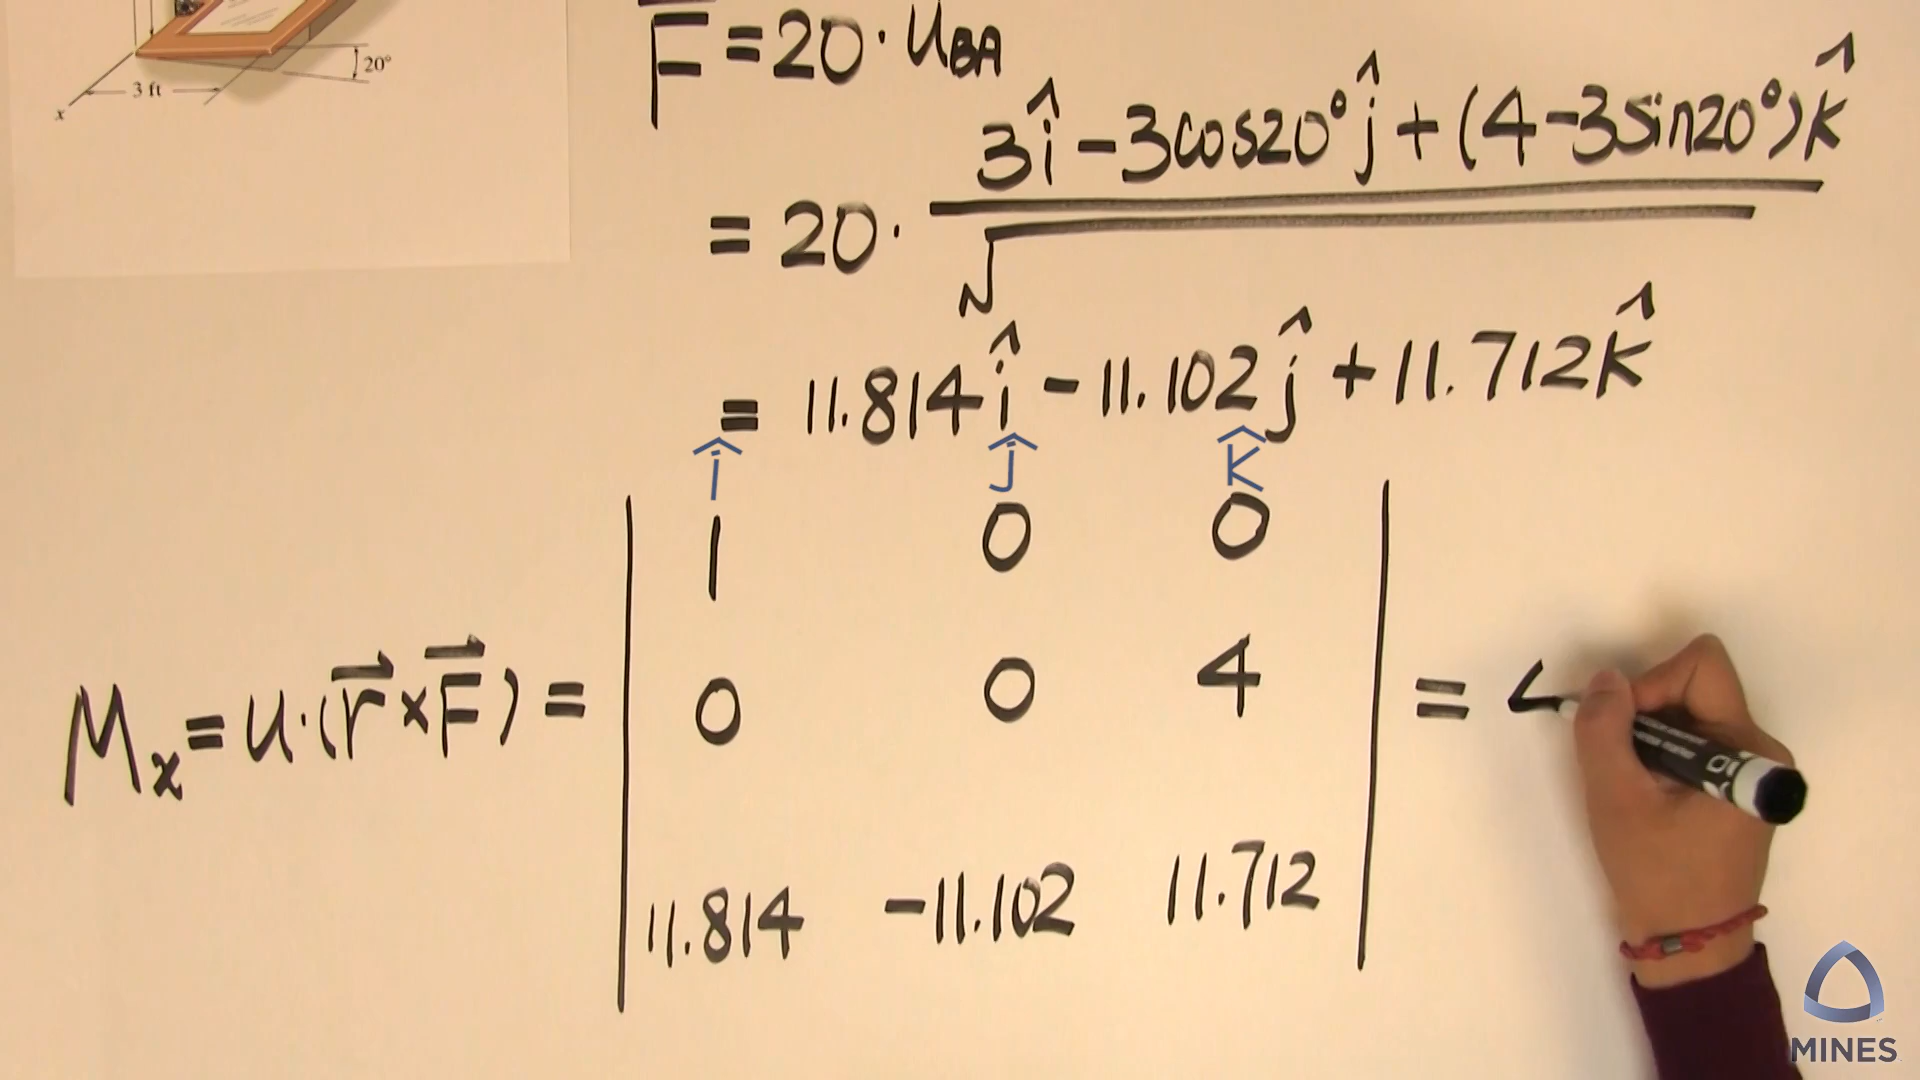 20°
3 ft
x
F = 20 · u_BA
= 20 · (3î - 3cos20° ĵ + (4 - 3sin20°) k̂) / √
= 11.814 î - 11.102 ĵ + 11.712 k̂
î ĵ k̂
1 0 0
M_x = u · (r⃗ × F⃗) = | 0 0 4 | =
11.814 -11.102 11.712
MINES